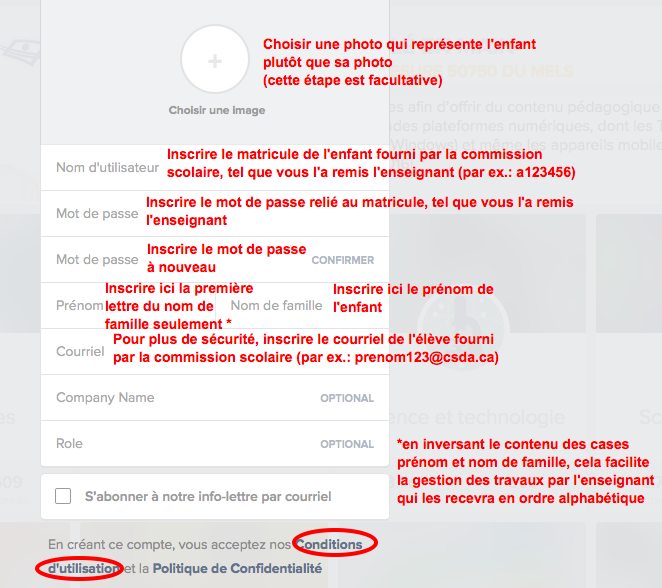 Choisir une photo qui représente l'enfant
plutôt que sa photo
(cette étape est facultative)
Choisir une image
es afin d'offrir du contenu pédagogique
des plateformes numériques, dont les T
Windows) et même les appareils mobile
Nom d'utilisateur
Inscrire le matricule de l'enfant fourni par la commission
scolaire, tel que vous l'a remis l'enseignant (par ex.: a123456)
Mot de passe
Inscrire le mot de passe relié au matricule, tel que vous l'a remis
l'enseignant
Mot de passe
Inscrire le mot de passe
à nouveau
CONFIRMER
Prénom
Inscrire ici la première
lettre du nom de
famille seulement *
Nom de famille
Inscrire ici le prénom de
l'enfant
Courriel
Pour plus de sécurité, inscrire le courriel de l'élève fourni
par la commission scolaire (par ex.: prenom123@csda.ca)
Company Name
OPTIONAL
ence et technologie
Sc
es
Role
OPTIONAL
*en inversant le contenu des cases
prénom et nom de famille, cela facilite
la gestion des travaux par l'enseignant
qui les recevra en ordre alphabétique
S'abonner à notre info-lettre par courriel
En créant ce compte, vous acceptez nos Conditions
d'utilisation et la Politique de Confidentialité